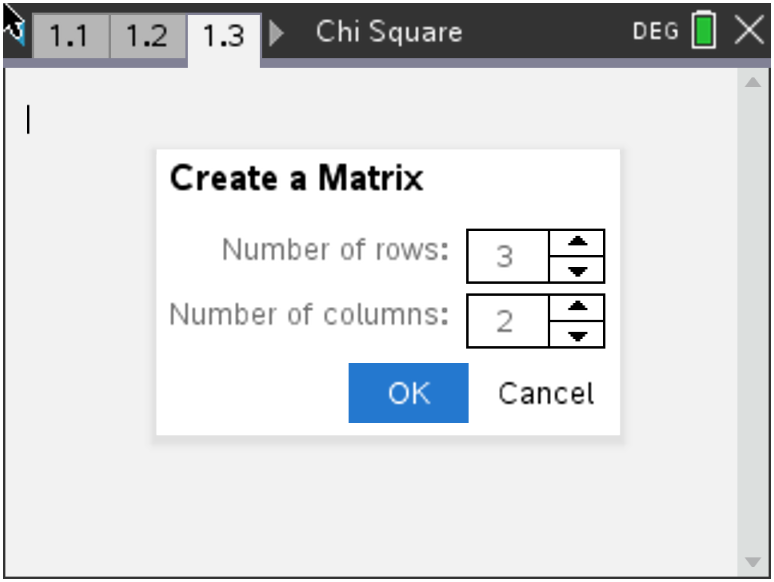 1.1 1.2 1.3 Chi Square DEG
Create a Matrix
Number of rows: 3
Number of columns: 2
OK Cancel